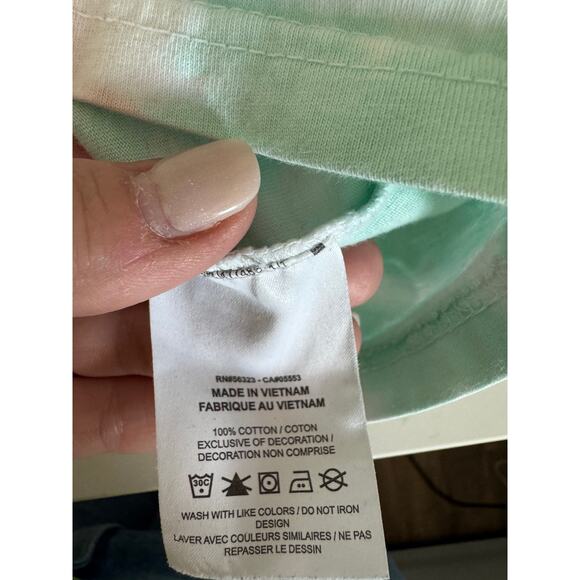 RN#56323 - CA#05553
MADE IN VIETNAM
FABRIQUE AU VIETNAM
100% COTTON / COTON
EXCLUSIVE OF DECORATION /
DECORATION NON COMPRISE
30C
WASH WITH LIKE COLORS / DO NOT IRON
DESIGN
LAVER AVEC COULEURS SIMILAIRES / NE PAS
REPASSER LE DESSIN